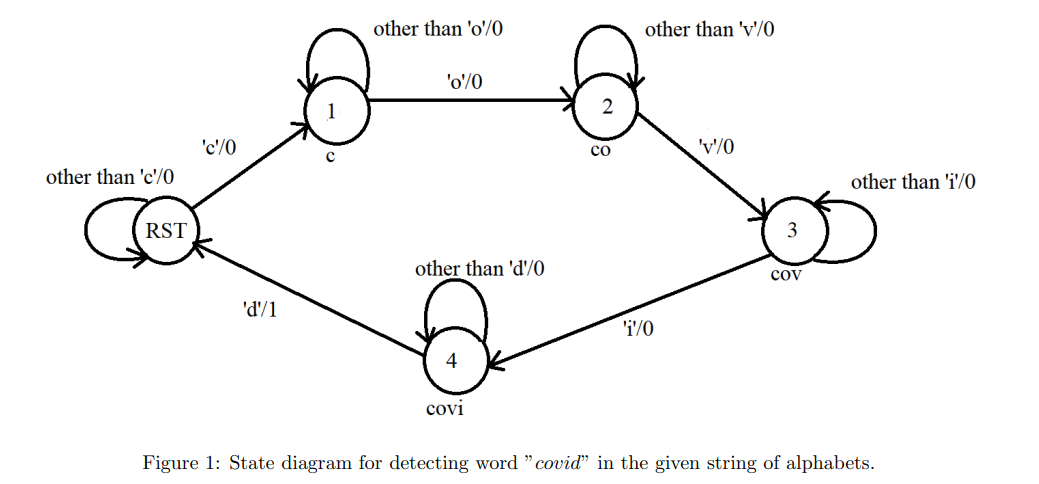 other than 'o'/0
other than 'v'/0
'o'/0
1
2
c
co
'c'/0
'v'/0
other than 'c'/0
other than 'i'/0
RST
3
cov
other than 'd'/0
'd'/1
'i'/0
4
covi
Figure 1: State diagram for detecting word "covid" in the given string of alphabets.